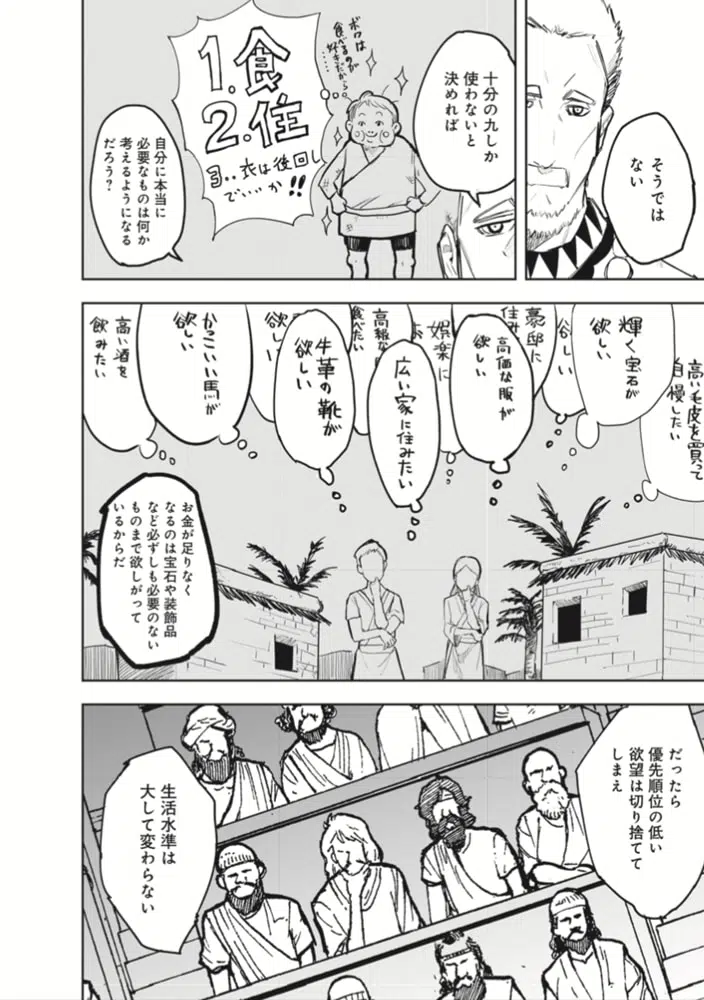 そうでは
ない
十分の九しか
使わないと
決めれば
ボクは
食べるのが
好きだから……
1.食
2.住
3..衣は後回し
でいいか!!
自分に本当に
必要なものは何か
考えるようになる
だろう?
高い毛皮を買って
自慢したい
輝く宝石が
欲しい
欲しい
豪邸に
住み
高価な服が
欲しい
娯楽に
広い家に住みたい
高級な
食べたい
牛革の靴が
欲しい
欲しい
かっこいい馬が
欲しい
高い酒を
飲みたい
お金が足りなく
なるのは宝石や装飾品
など必ずしも必要のない
ものまで欲しがって
いるからだ
だったら
優先順位の低い
欲望は切り捨てて
しまえ
生活水準は
大して変わらない